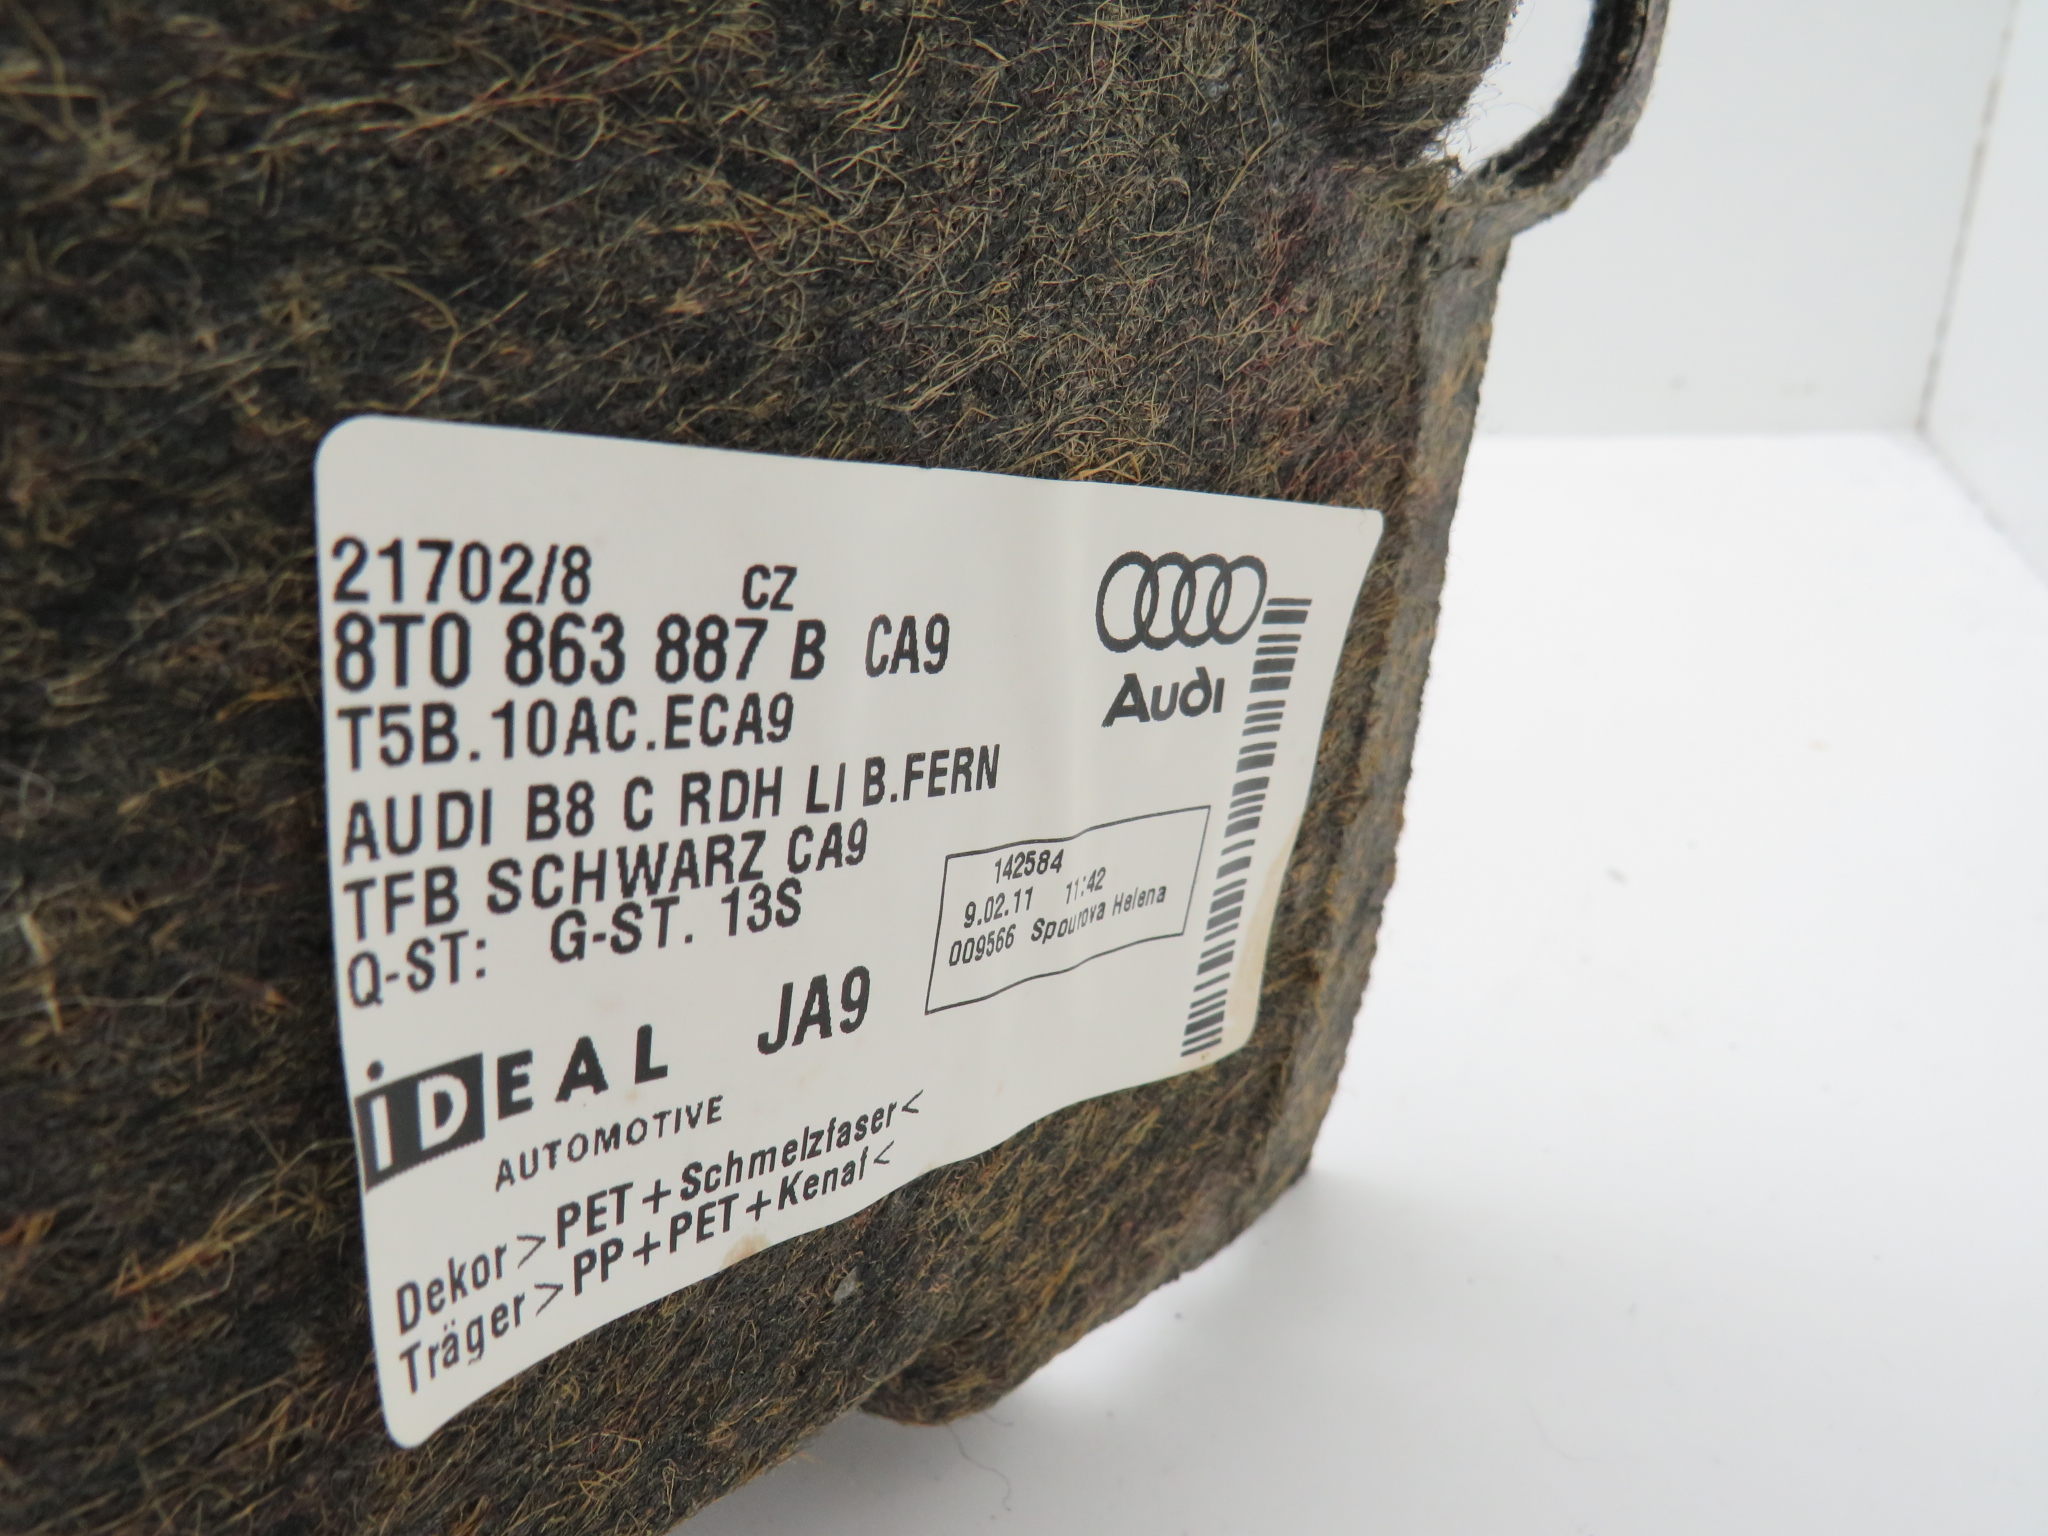 21702/8 CZ
8T0 863 887 B CA9
T5B.10AC.ECA9
AUDI B8 C RDH LI B.FERN
TFB SCHWARZ CA9
Q-ST: G-ST. 13S
Audi
142584
9.02.11 11:42
009566 Spourova Helena
iDEAL JA9
AUTOMOTIVE
Dekor>PET+Schmelzfaser<
Träger>PP+PET+Kenaf<